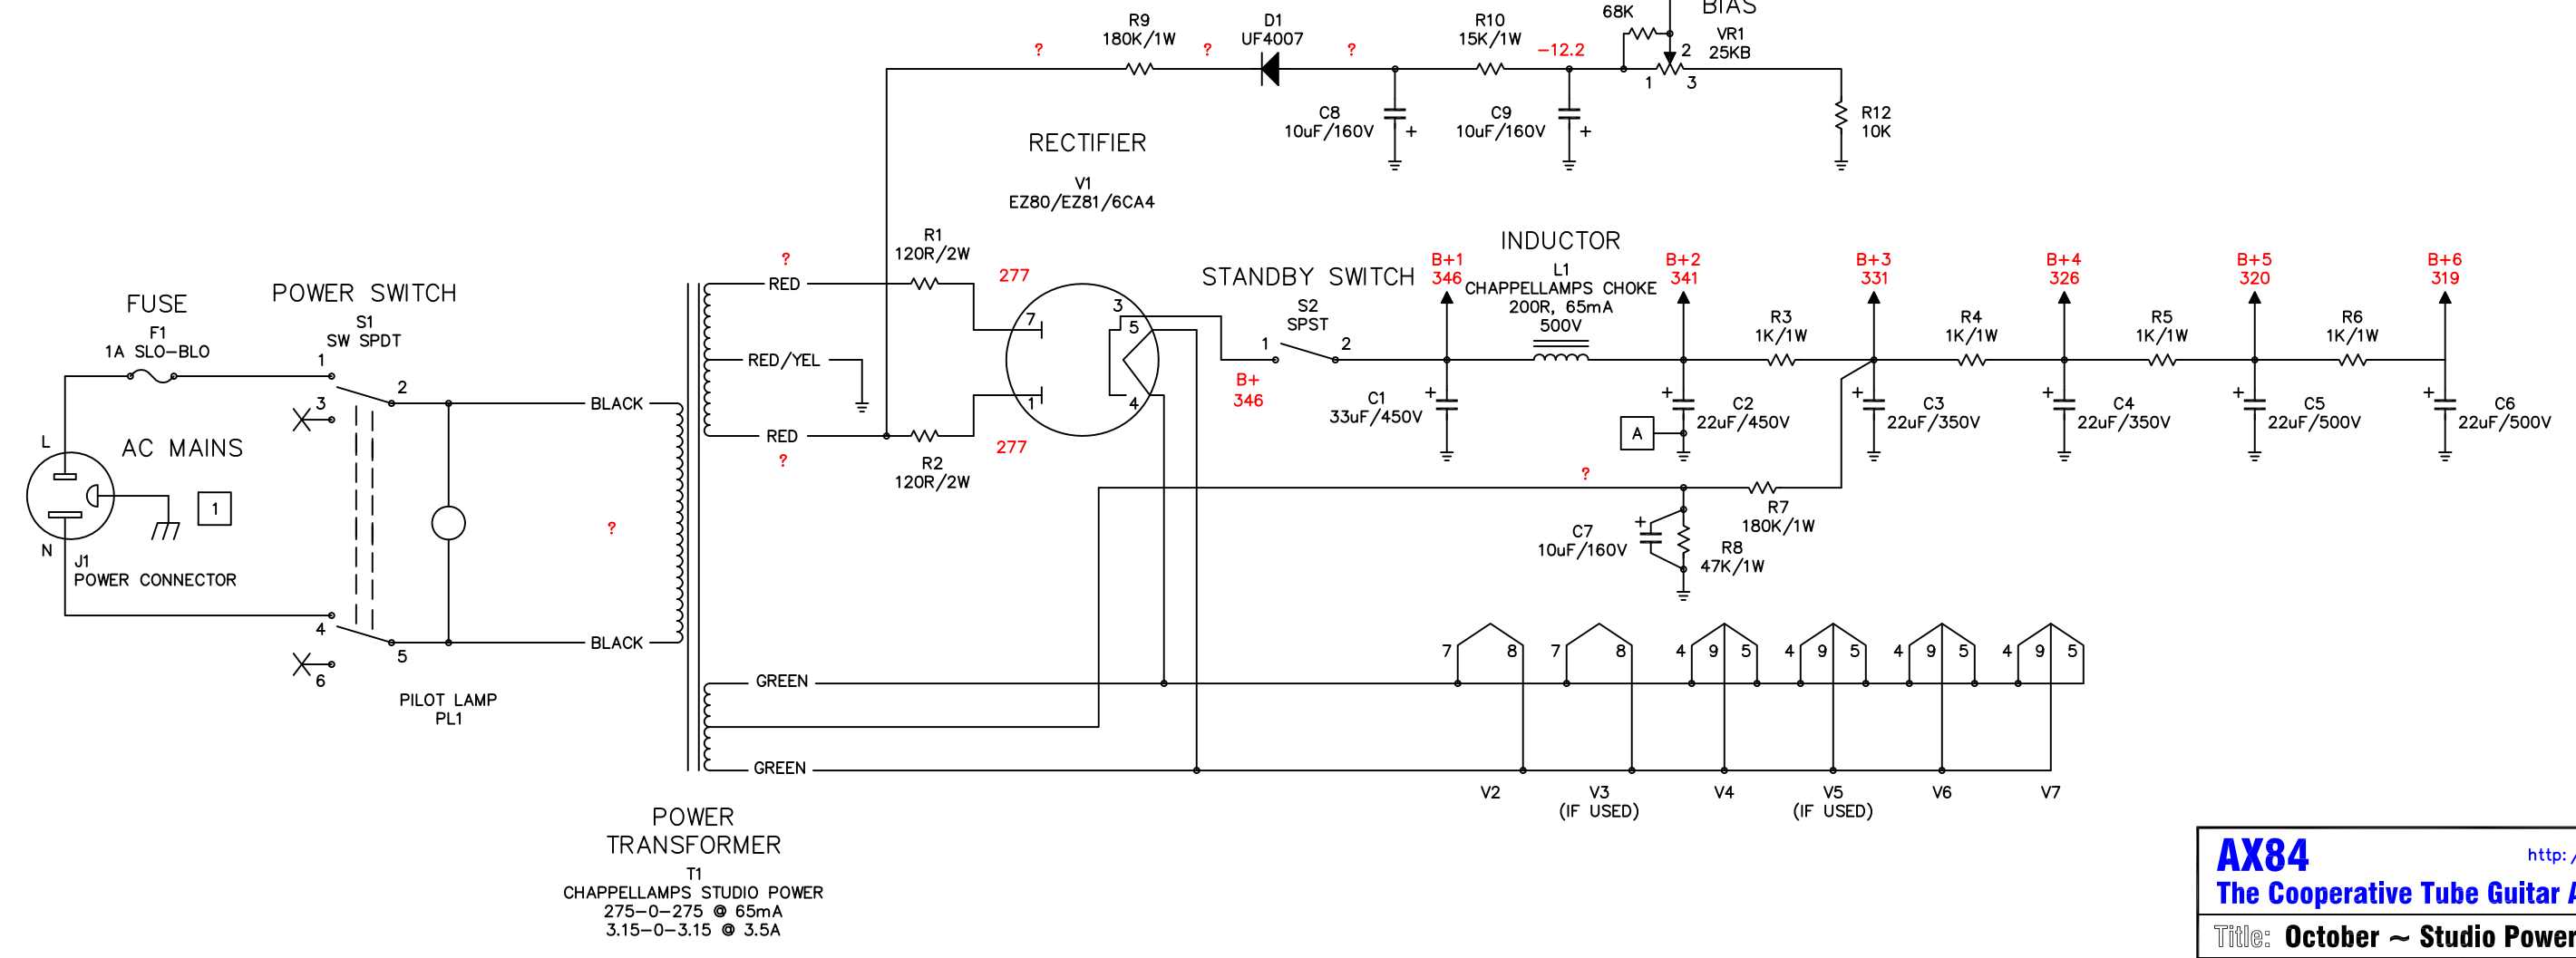 BIAS
68K
R9
180K/1W
D1
UF4007
R10
15K/1W
VR1
25KB
?
?
?
-12.2
2
1
3
C8
10uF/160V
+
C9
10uF/160V
+
R12
10K
RECTIFIER
V1
EZ80/EZ81/6CA4
FUSE
F1
1A SLO-BLO
POWER SWITCH
S1
SW SPDT
1
2
3
4
5
6
L
N
AC MAINS
1
J1
POWER CONNECTOR
PILOT LAMP
PL1
BLACK
?
BLACK
?
RED
RED/YEL
RED
?
R1
120R/2W
277
R2
120R/2W
277
7
1
3
5
4
STANDBY SWITCH
S2
SPST
1
2
B+
346
B+1
346
INDUCTOR
L1
CHAPPELLAMPS CHOKE
200R, 65mA
500V
B+2
341
B+3
331
B+4
326
B+5
320
B+6
319
R3
1K/1W
R4
1K/1W
R5
1K/1W
R6
1K/1W
+
C1
33uF/450V
+
C2
22uF/450V
A
+
C3
22uF/350V
+
C4
22uF/350V
+
C5
22uF/500V
+
C6
22uF/500V
?
R7
180K/1W
C7
10uF/160V
+
R8
47K/1W
GREEN
GREEN
7 8
7 8
4 9 5
4 9 5
4 9 5
4 9 5
V2
V3
(IF USED)
V4
V5
(IF USED)
V6
V7
POWER
TRANSFORMER
T1
CHAPPELLAMPS STUDIO POWER
275-0-275 @ 65mA
3.15-0-3.15 @ 3.5A
AX84
http:/
The Cooperative Tube Guitar A
Title: October ~ Studio Power